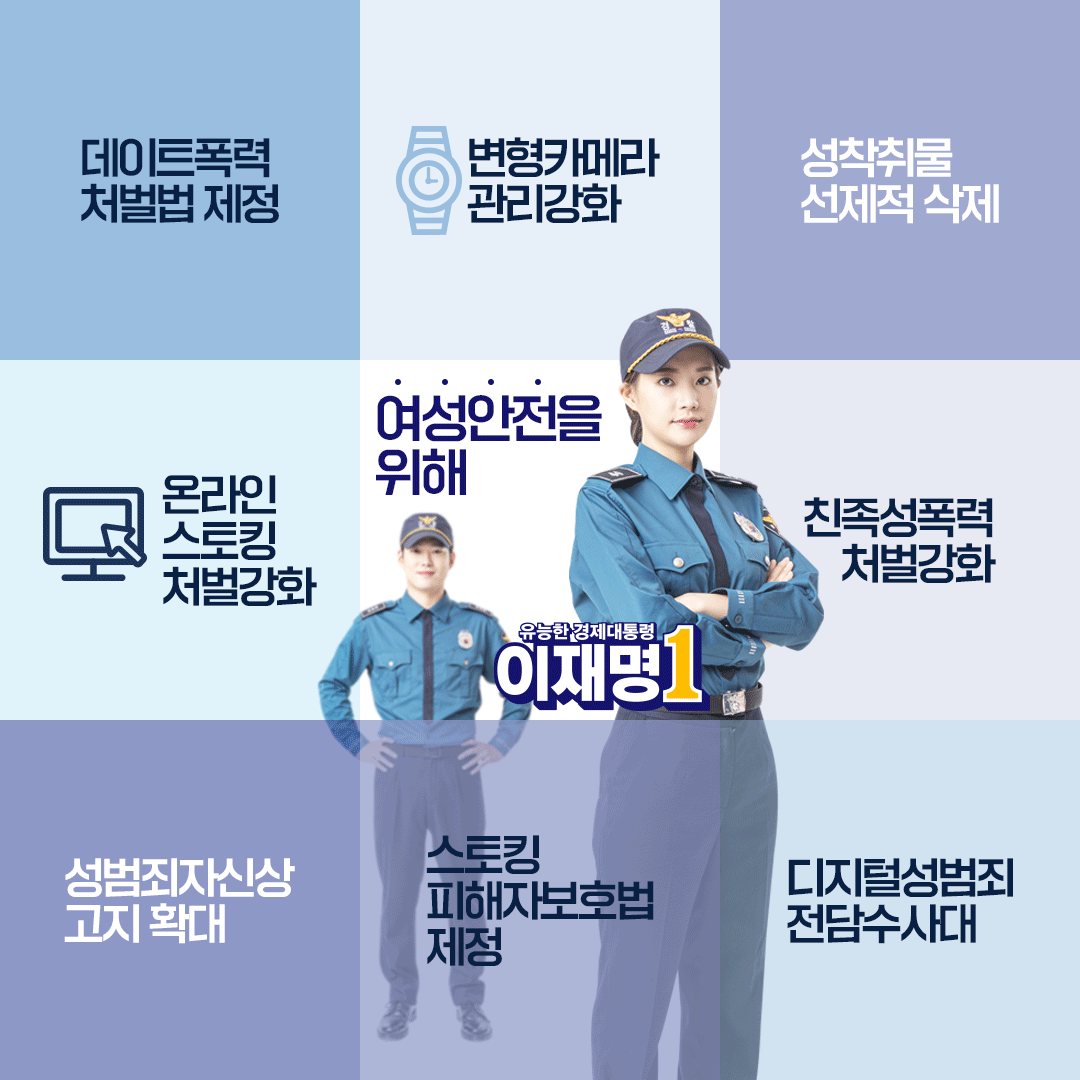 데이트폭력
처벌법 제정
변형카메라
관리강화
성착취물
선제적 삭제
온라인
스토킹
처벌강화
여성안전을
위해
유능한 경제대통령
이재명1
친족성폭력
처벌강화
성범죄자신상
고지 확대
스토킹
피해자보호법
제정
디지털성범죄
전담수사대